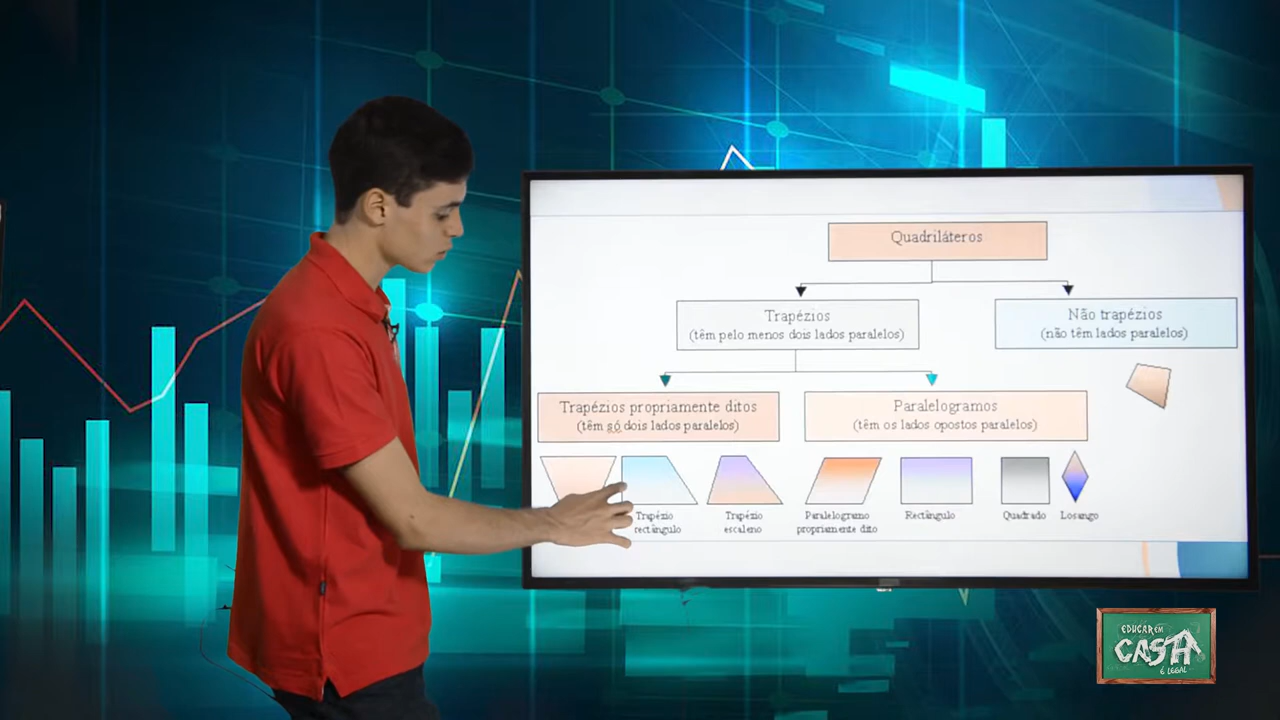 Quadriláteros
Trapézios
(têm pelo menos dois lados paralelos)
Não trapézios
(não têm lados paralelos)
Trapézios propriamente ditos
(têm só dois lados paralelos)
Paralelogramos
(têm os lados opostos paralelos)
Trapézio
rectângulo
Trapézio
escaleno
Paralelogramo
propriamente dito
Rectângulo
Quadrado
Losango
EDUCAR EM
CASA
É LEGAL